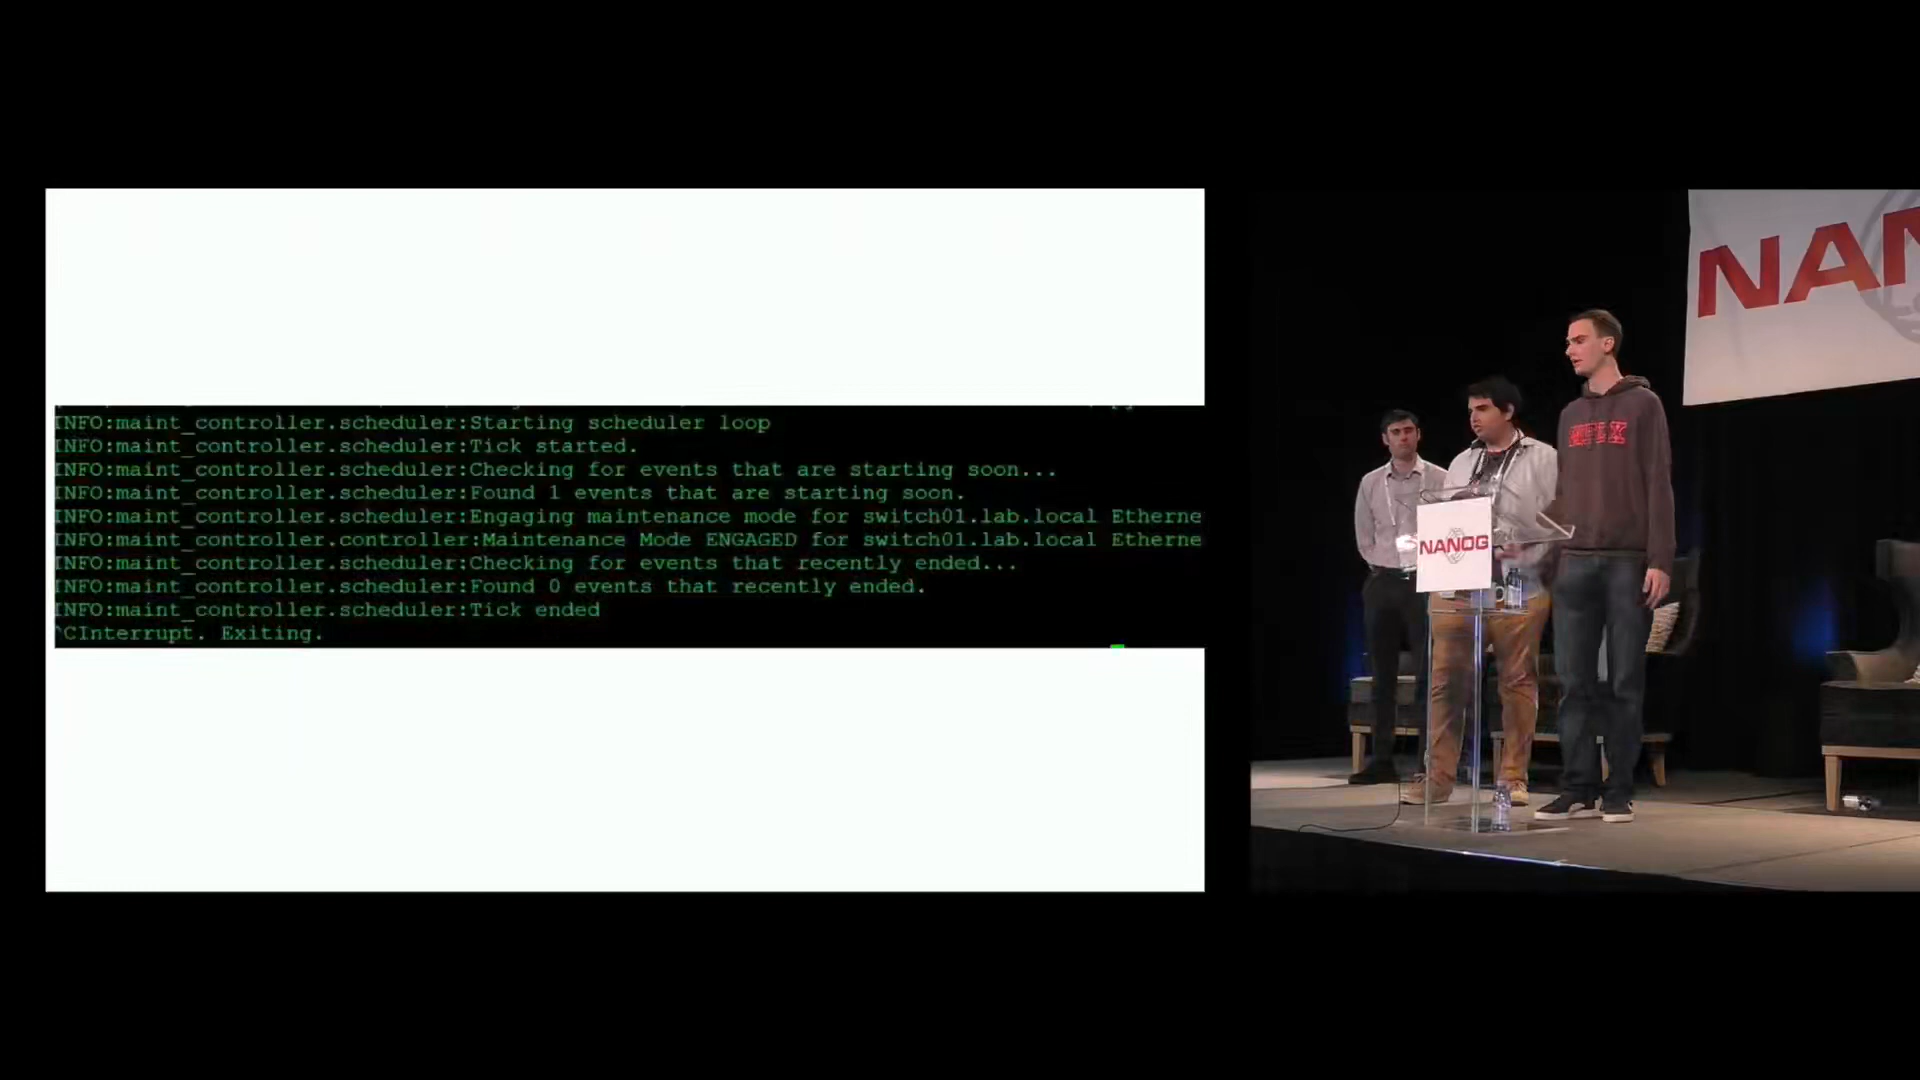 INFO:maint_controller.scheduler:Starting scheduler loop
INFO:maint_controller.scheduler:Tick started.
INFO:maint_controller.scheduler:Checking for events that are starting soon...
INFO:maint_controller.scheduler:Found 1 events that are starting soon.
INFO:maint_controller.scheduler:Engaging maintenance mode for switch01.lab.local Etherne
INFO:maint_controller.controller:Maintenance Mode ENGAGED for switch01.lab.local Etherne
INFO:maint_controller.scheduler:Checking for events that recently ended...
INFO:maint_controller.scheduler:Found 0 events that recently ended.
INFO:maint_controller.scheduler:Tick ended
^CInterrupt. Exiting.
NAN
NANOG